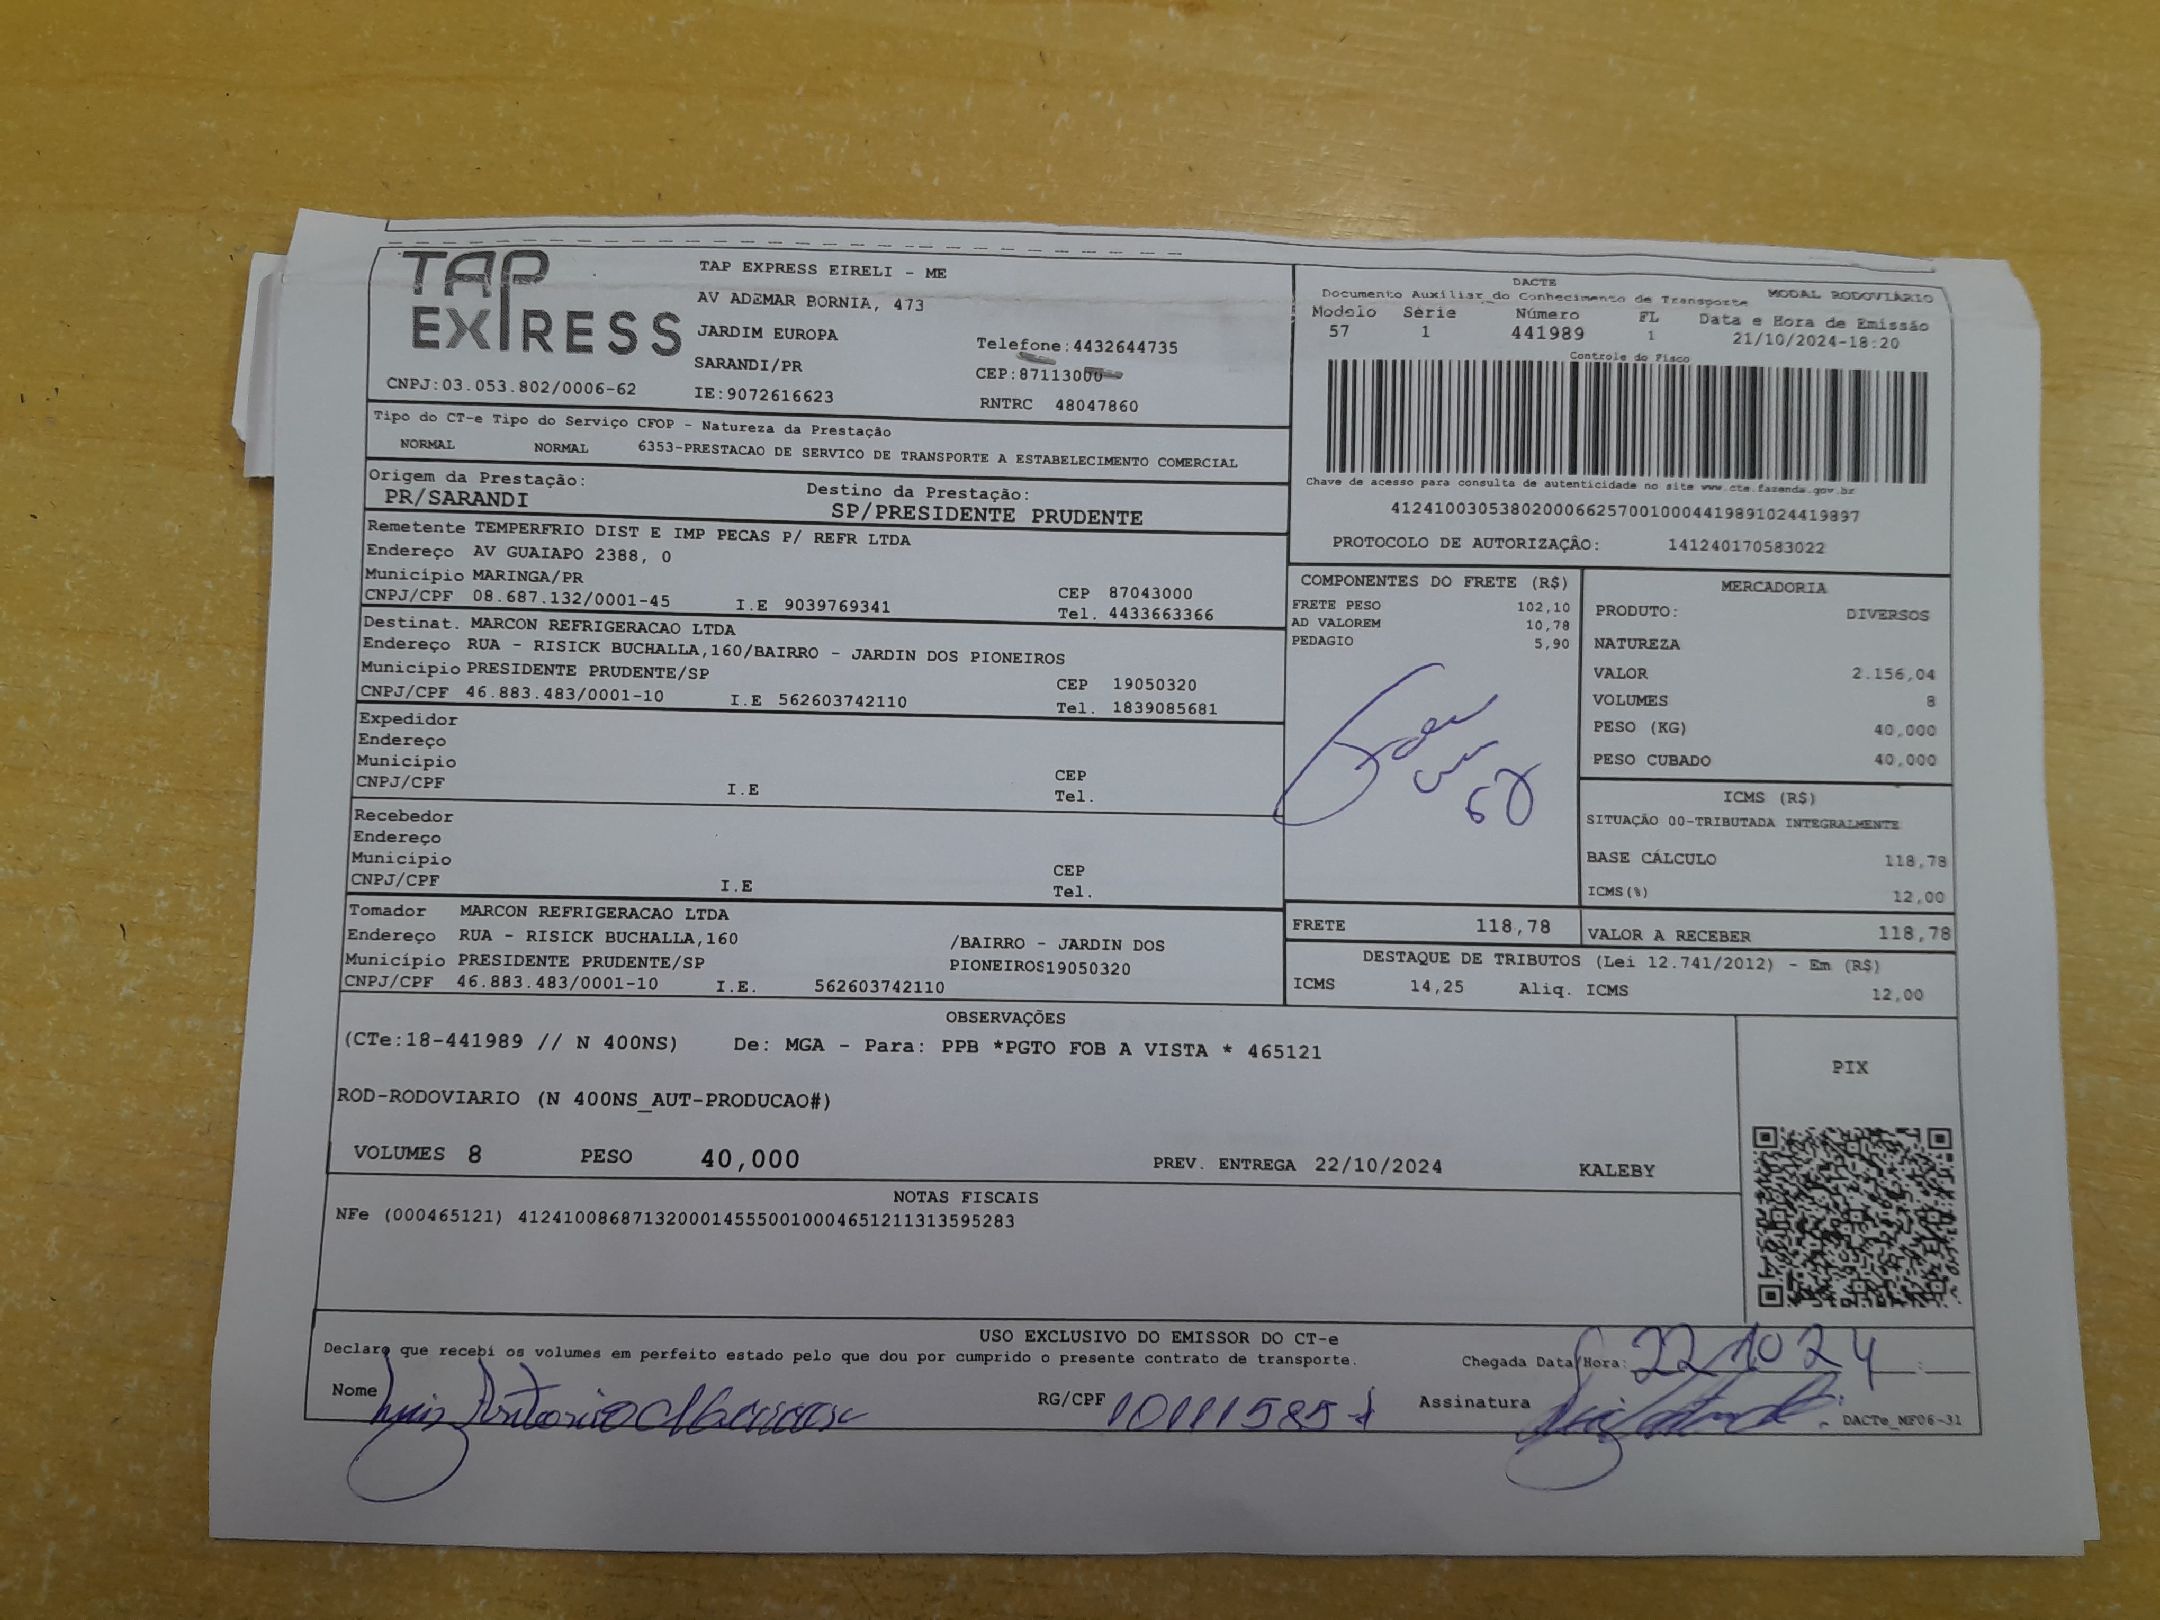 TAP
EXPRESS
TAP EXPRESS EIRELI - ME
AV ADEMAR BORNIA, 473
JARDIM EUROPA
SARANDI/PR
CNPJ:03.053.802/0006-62
IE:9072616623
Telefone:4432644735
CEP:87113000
RNTRC 48047860
DACTE
Documento Auxiliar do Conhecimento de Transporte MODAL RODOVIÁRIO
Modelo Série Número FL Data e Hora de Emissão
57 1 441989 1 21/10/2024-18:20
Controle do Fisco
Chave de acesso para consulta de autenticidade no site www.cte.fazenda.gov.br
41241003053802000662570010004419891024419897
PROTOCOLO DE AUTORIZAÇÂO: 141240170583022
Tipo do CT-e Tipo do Serviço CFOP - Natureza da Prestação
NORMAL NORMAL 6353-PRESTACAO DE SERVICO DE TRANSPORTE A ESTABELECIMENTO COMERCIAL
Origem da Prestação: Destino da Prestação:
PR/SARANDI SP/PRESIDENTE PRUDENTE
Remetente TEMPERFRIO DIST E IMP PECAS P/ REFR LTDA
Endereço AV GUAIAPO 2388, 0
Município MARINGA/PR CEP 87043000
CNPJ/CPF 08.687.132/0001-45 I.E 9039769341 Tel. 4433663366
Destinat. MARCON REFRIGERACAO LTDA
Endereço RUA - RISICK BUCHALLA,160/BAIRRO - JARDIN DOS PIONEIROS
Município PRESIDENTE PRUDENTE/SP CEP 19050320
CNPJ/CPF 46.883.483/0001-10 I.E 562603742110 Tel. 1839085681
Expedidor
Endereço
Município CEP
CNPJ/CPF I.E Tel.
Recebedor
Endereço
Município CEP
CNPJ/CPF I.E Tel.
Tomador MARCON REFRIGERACAO LTDA
Endereço RUA - RISICK BUCHALLA,160 /BAIRRO - JARDIN DOS
Município PRESIDENTE PRUDENTE/SP PIONEIROS19050320
CNPJ/CPF 46.883.483/0001-10 I.E. 562603742110
COMPONENTES DO FRETE (R$)
FRETE PESO 102,10
AD VALOREM 10,78
PEDAGIO 5,90
MERCADORIA
PRODUTO: DIVERSOS
NATUREZA
VALOR 2.156,04
VOLUMES 8
PESO (KG) 40,000
PESO CUBADO 40,000
ICMS (R$)
SITUAÇÃO 00-TRIBUTADA INTEGRALMENTE
BASE CÁLCULO 118,78
ICMS(%) 12,00
FRETE 118,78 VALOR A RECEBER 118,78
DESTAQUE DE TRIBUTOS (Lei 12.741/2012) - Em (R$)
ICMS 14,25 Aliq. ICMS 12,00
OBSERVAÇÕES
(CTe:18-441989 // N 400NS) De: MGA - Para: PPB *PGTO FOB A VISTA * 465121
ROD-RODOVIARIO (N 400NS_AUT-PRODUCAO#)
VOLUMES 8 PESO 40,000 PREV. ENTREGA 22/10/2024 KALEBY
PIX
NOTAS FISCAIS
NFe (000465121) 41241008687132000145550010004651211313595283
USO EXCLUSIVO DO EMISSOR DO CT-e
Declaro que recebi os volumes em perfeito estado pelo que dou por cumprido o presente contrato de transporte. Chegada Data/Hora: 22 10 24 :
Nome Luis Antonio RG/CPF Assinatura
DACTe_MF06-31